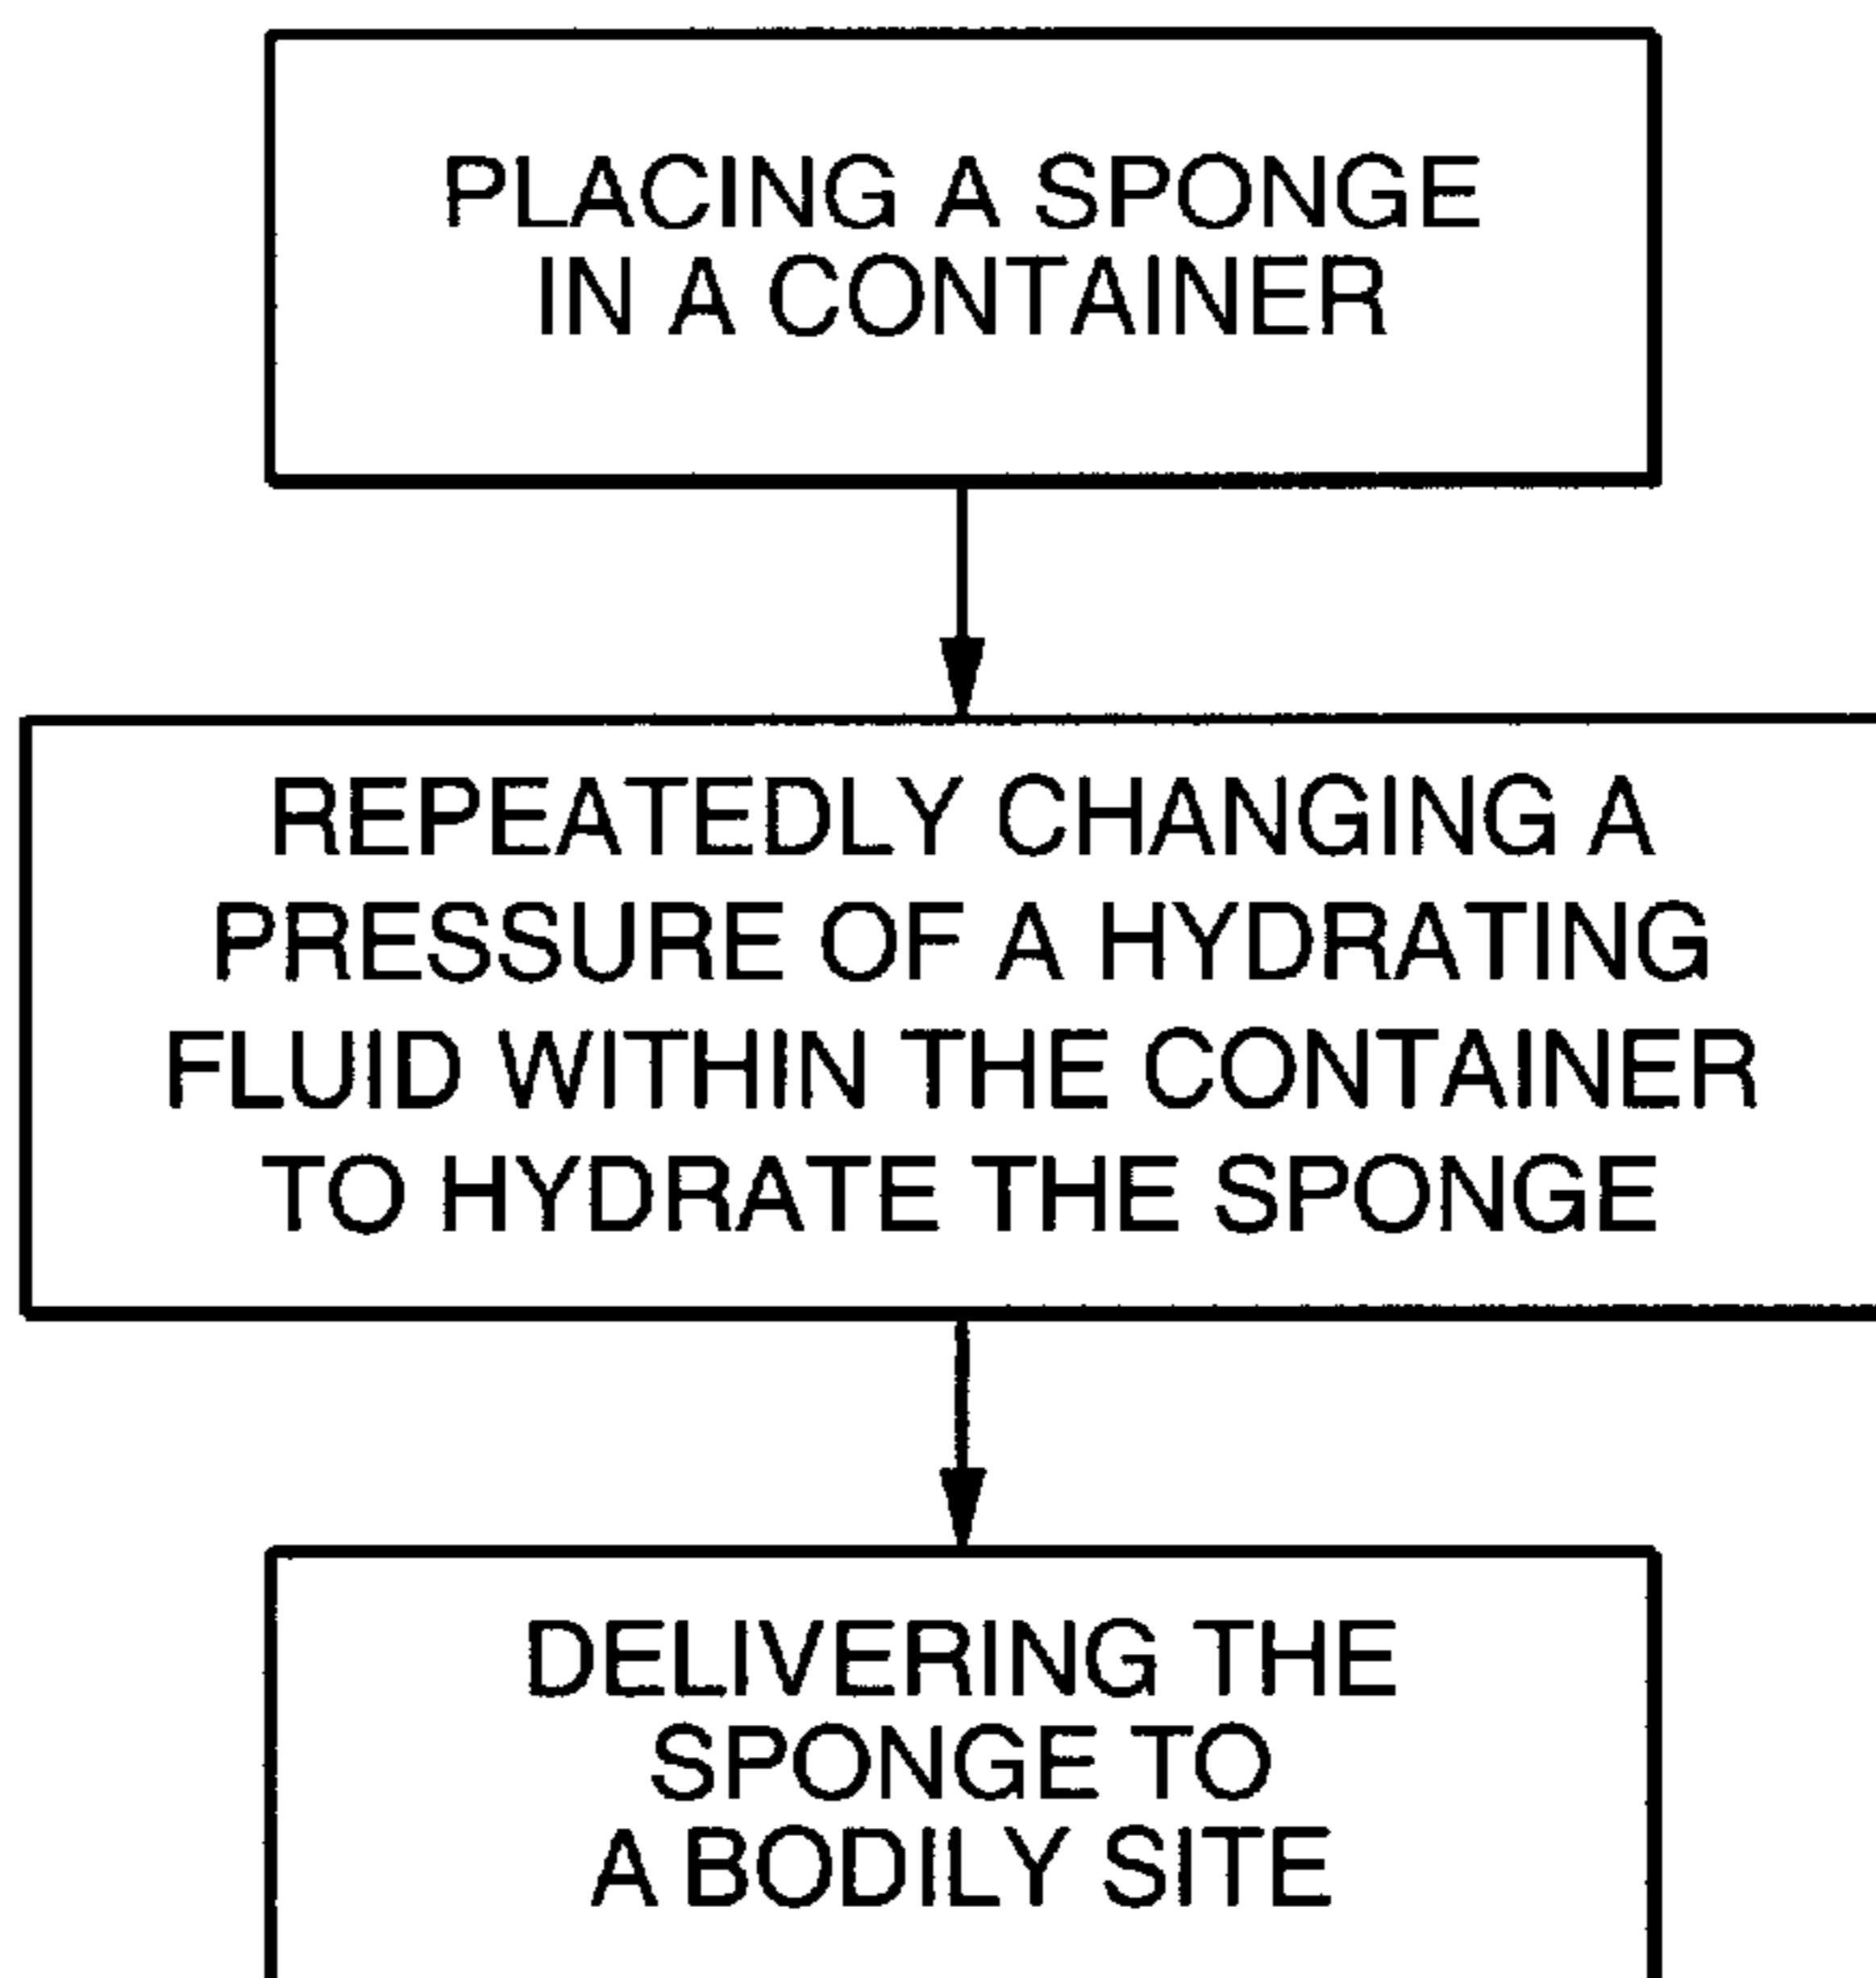 PLACING A SPONGE
IN A CONTAINER
REPEATEDLY CHANGING A
PRESSURE OF A HYDRATING
FLUID WITHIN THE CONTAINER
TO HYDRATE THE SPONGE
DELIVERING THE
SPONGE TO
A BODILY SITE